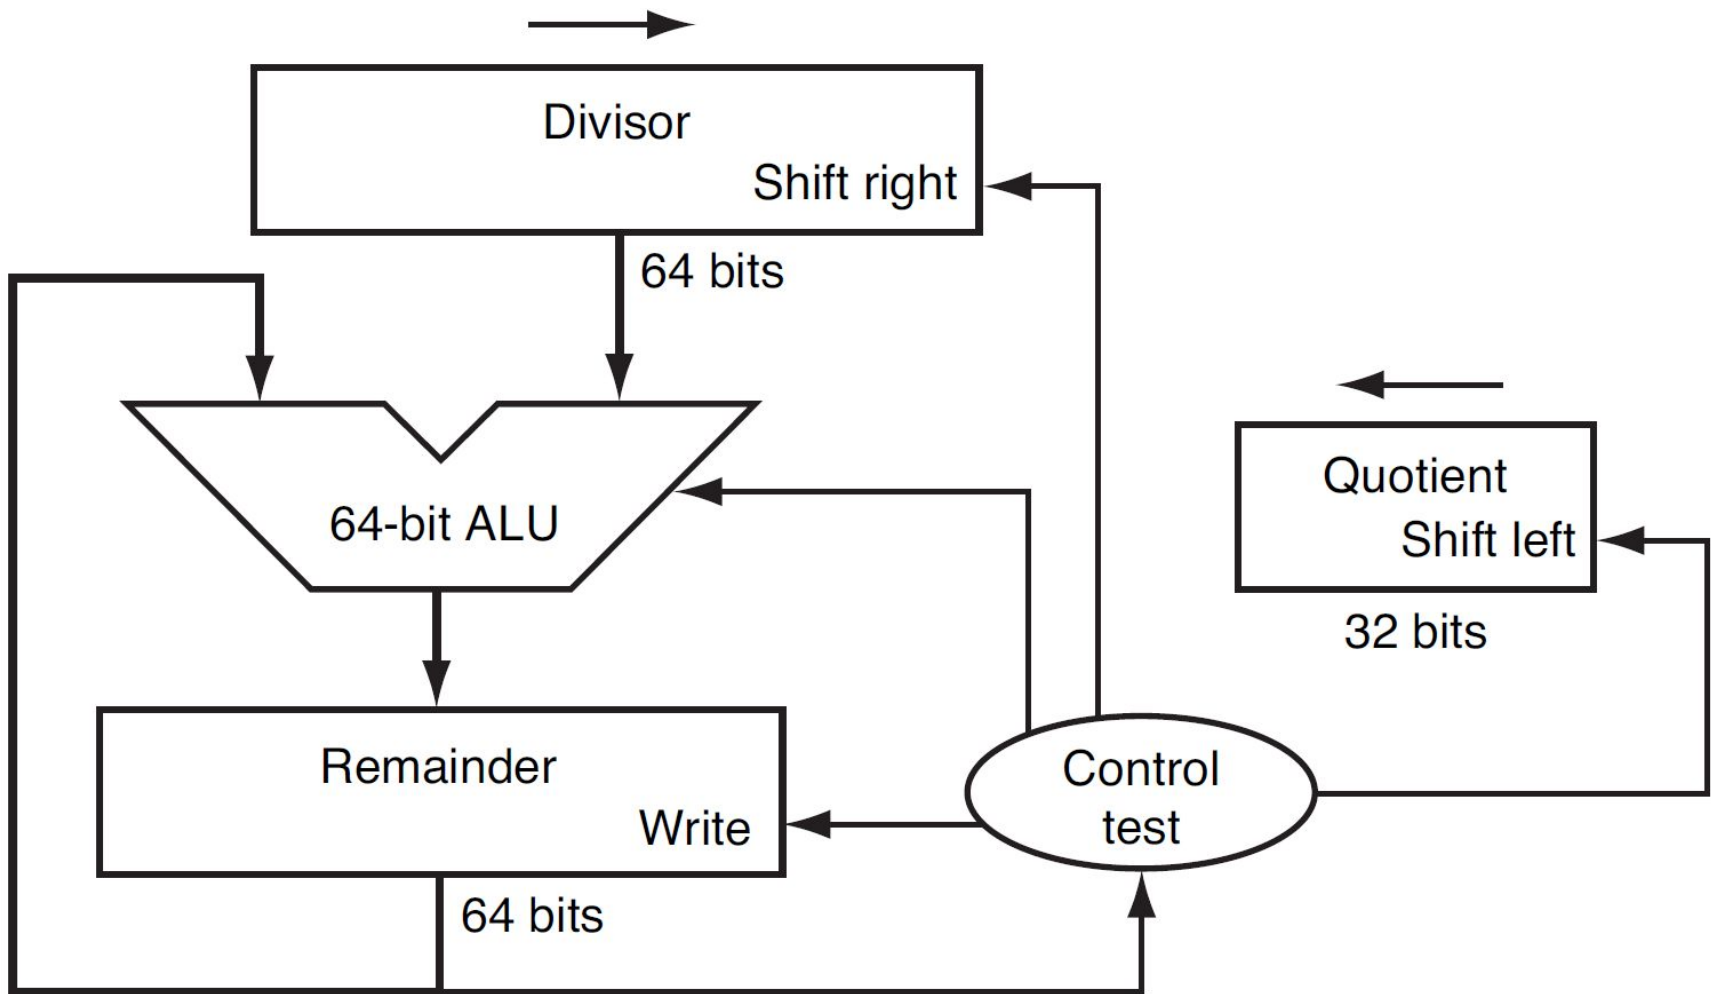 Divisor
Shift right
64 bits
64-bit ALU
Quotient
Shift left
32 bits
Remainder
Write
64 bits
Control
test